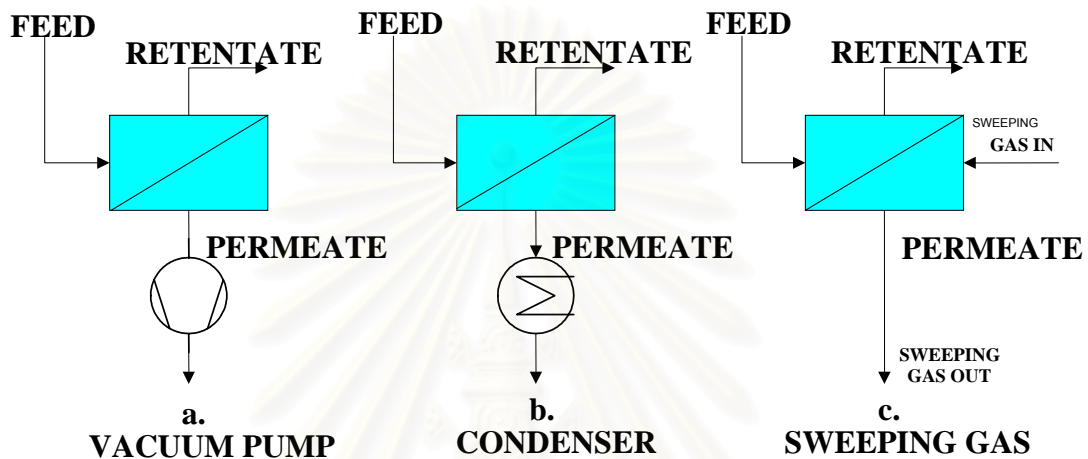 FEED
RETENTATE
PERMEATE
a.
VACUUM PUMP
FEED
RETENTATE
PERMEATE
b.
CONDENSER
FEED
RETENTATE
SWEEPING
GAS IN
PERMEATE
SWEEPING
GAS OUT
c.
SWEEPING GAS